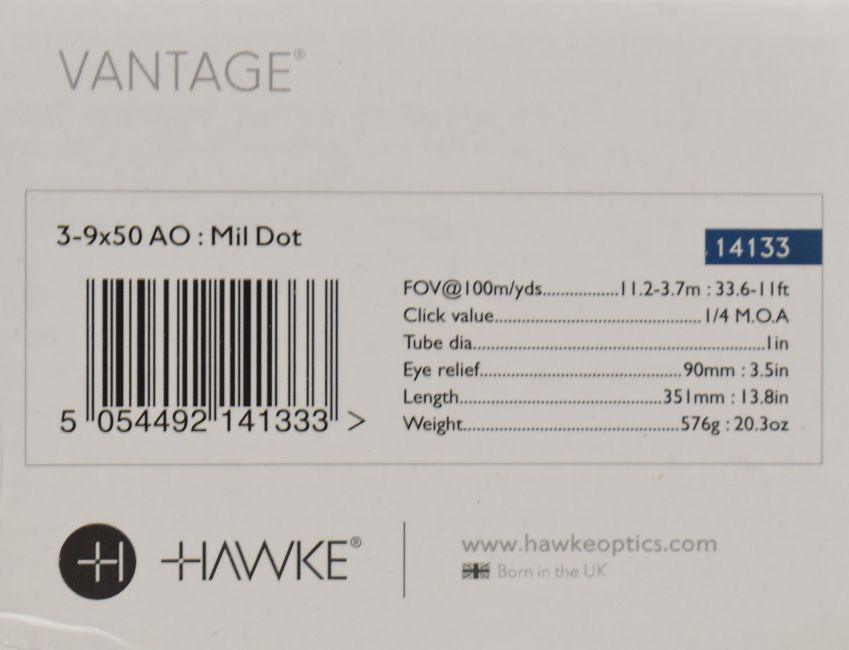 VANTAGE®
3-9x50 AO : Mil Dot
14133
FOV@100m/yds.................11.2-3.7m : 33.6-11ft
Click value.............................................1/4 M.O.A
Tube dia................................................................1in
Eye relief............................................90mm : 3.5in
Length............................................351mm : 13.8in
Weight..............................................576g : 20.3oz
5 054492 141333 >
HAWKE®
www.hawkeoptics.com
Born in the UK